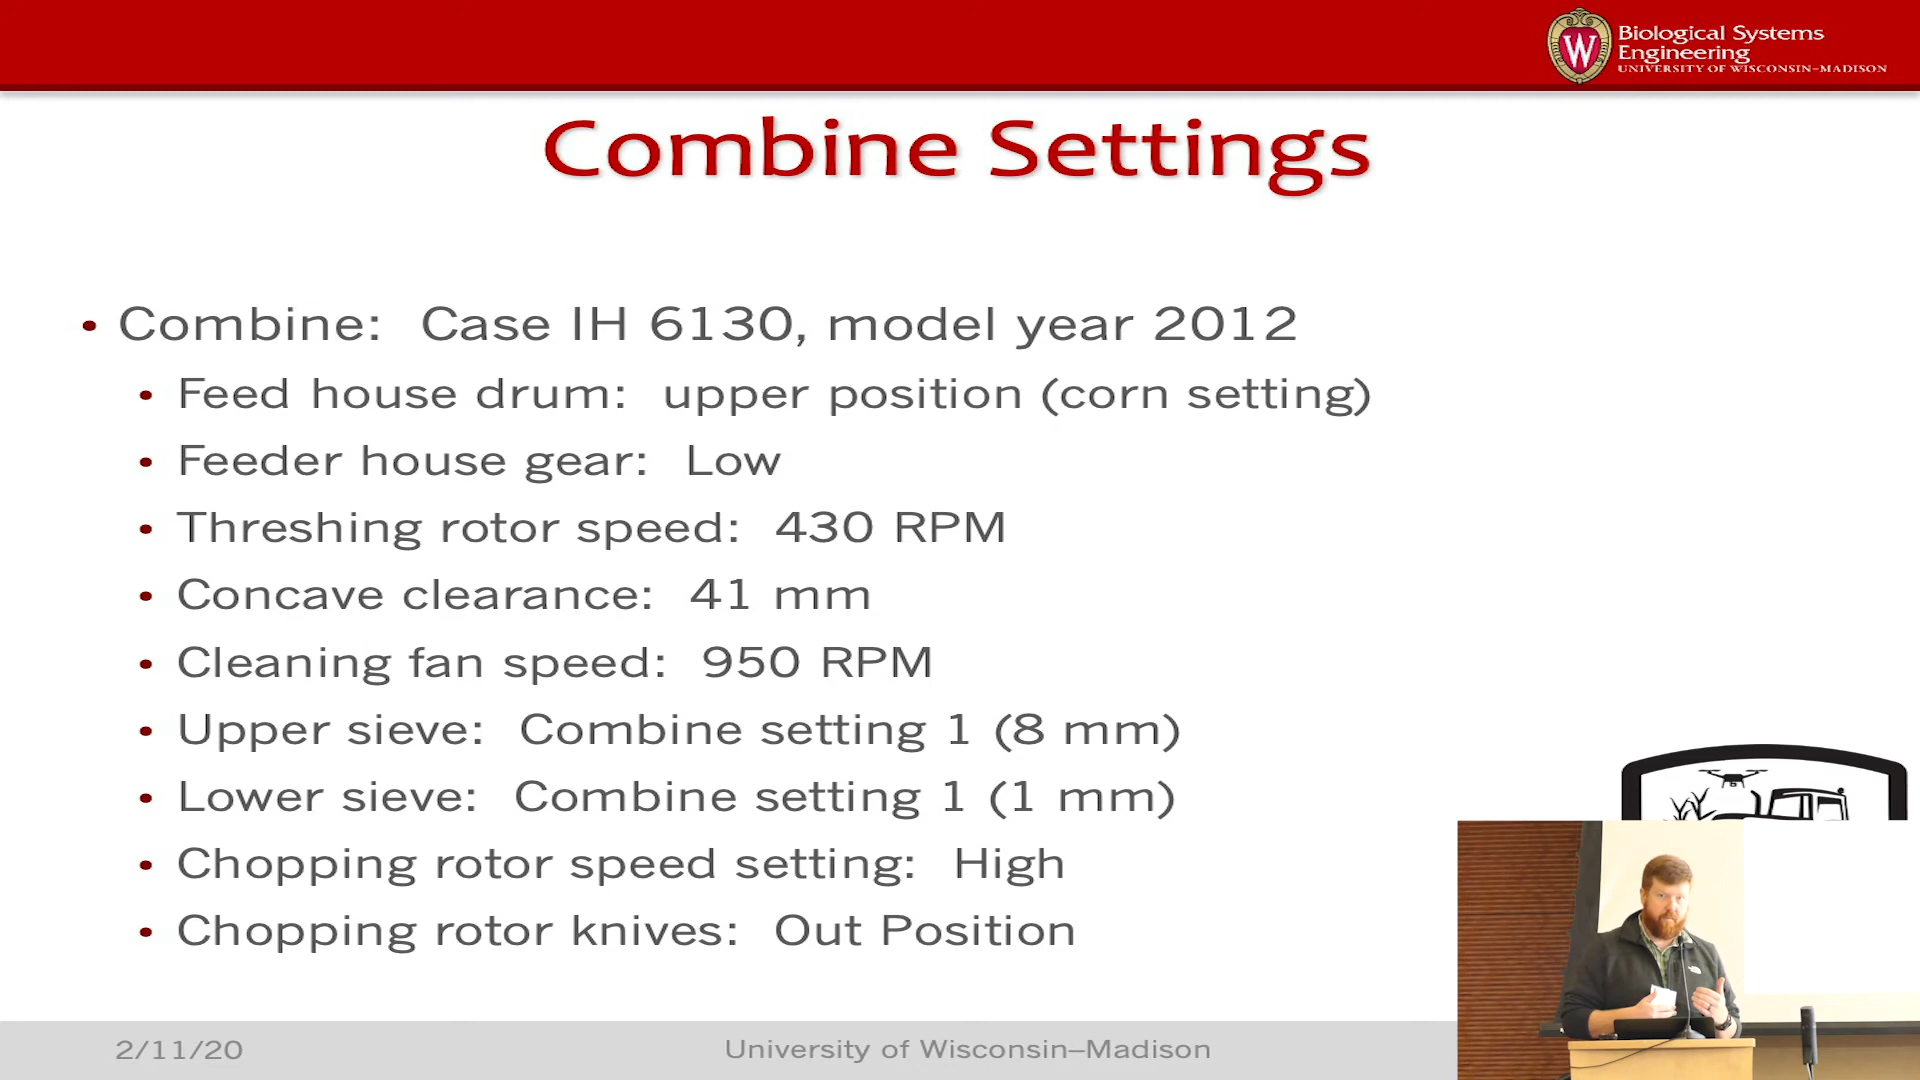 Biological Systems
Engineering
UNIVERSITY OF WISCONSIN–MADISON
W
Combine Settings
• Combine: Case IH 6130, model year 2012
• Feed house drum: upper position (corn setting)
• Feeder house gear: Low
• Threshing rotor speed: 430 RPM
• Concave clearance: 41 mm
• Cleaning fan speed: 950 RPM
• Upper sieve: Combine setting 1 (8 mm)
• Lower sieve: Combine setting 1 (1 mm)
• Chopping rotor speed setting: High
• Chopping rotor knives: Out Position
2/11/20
University of Wisconsin–Madison